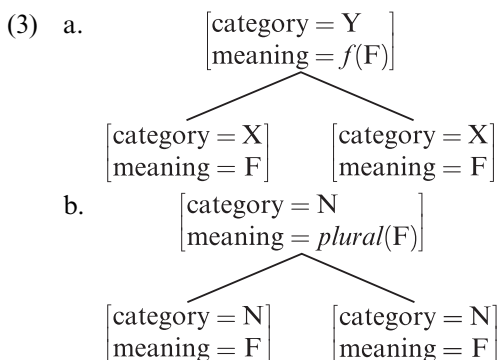 (3) a. [category = Y
meaning = f(F)]
[category = X [category = X
meaning = F] meaning = F]
b. [category = N
meaning = plural(F)]
[category = N [category = N
meaning = F] meaning = F]